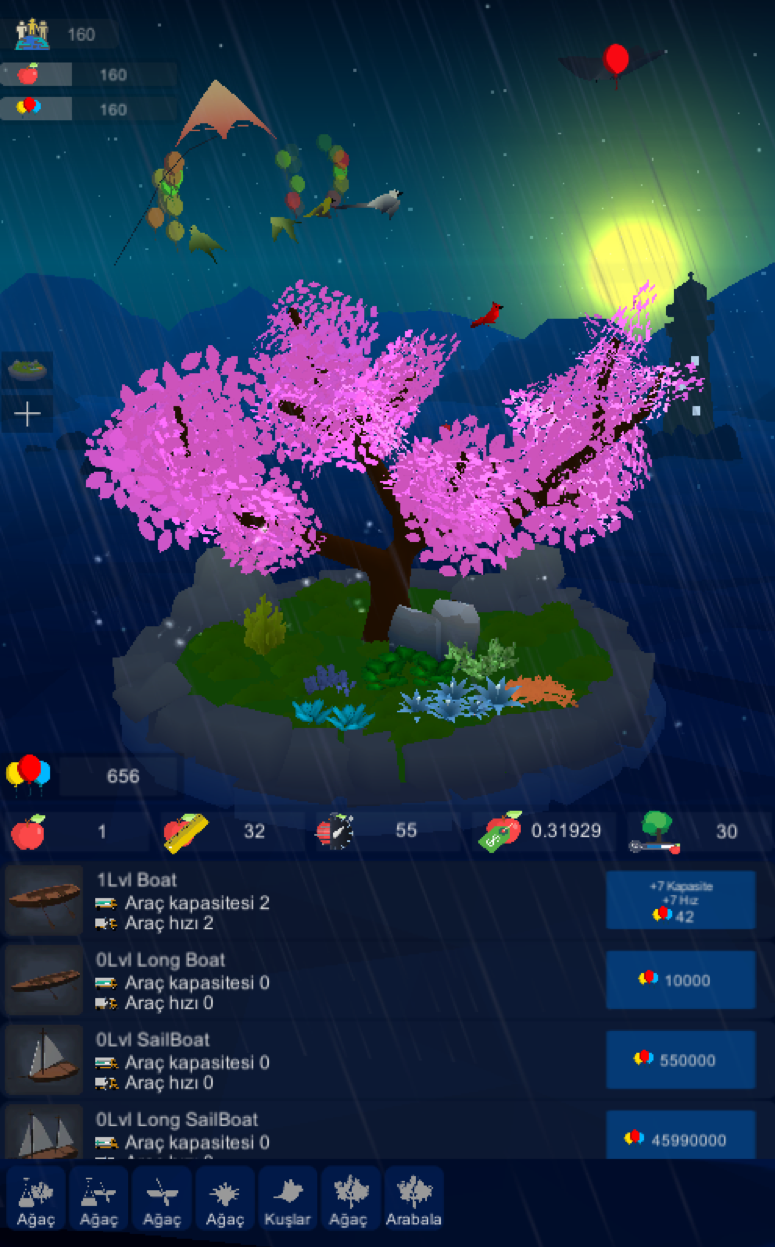 160
160
160
656
1
32
55
0.31929
30
1Lvl Boat
Araç kapasitesi 2
Araç hızı 2
+7 Kapasite
+7 Hız
42
0Lvl Long Boat
Araç kapasitesi 0
Araç hızı 0
10000
0Lvl SailBoat
Araç kapasitesi 0
Araç hızı 0
550000
0Lvl Long SailBoat
Araç kapasitesi 0
45990000
Ağaç
Ağaç
Ağaç
Ağaç
Kuşlar
Ağaç
Arabala